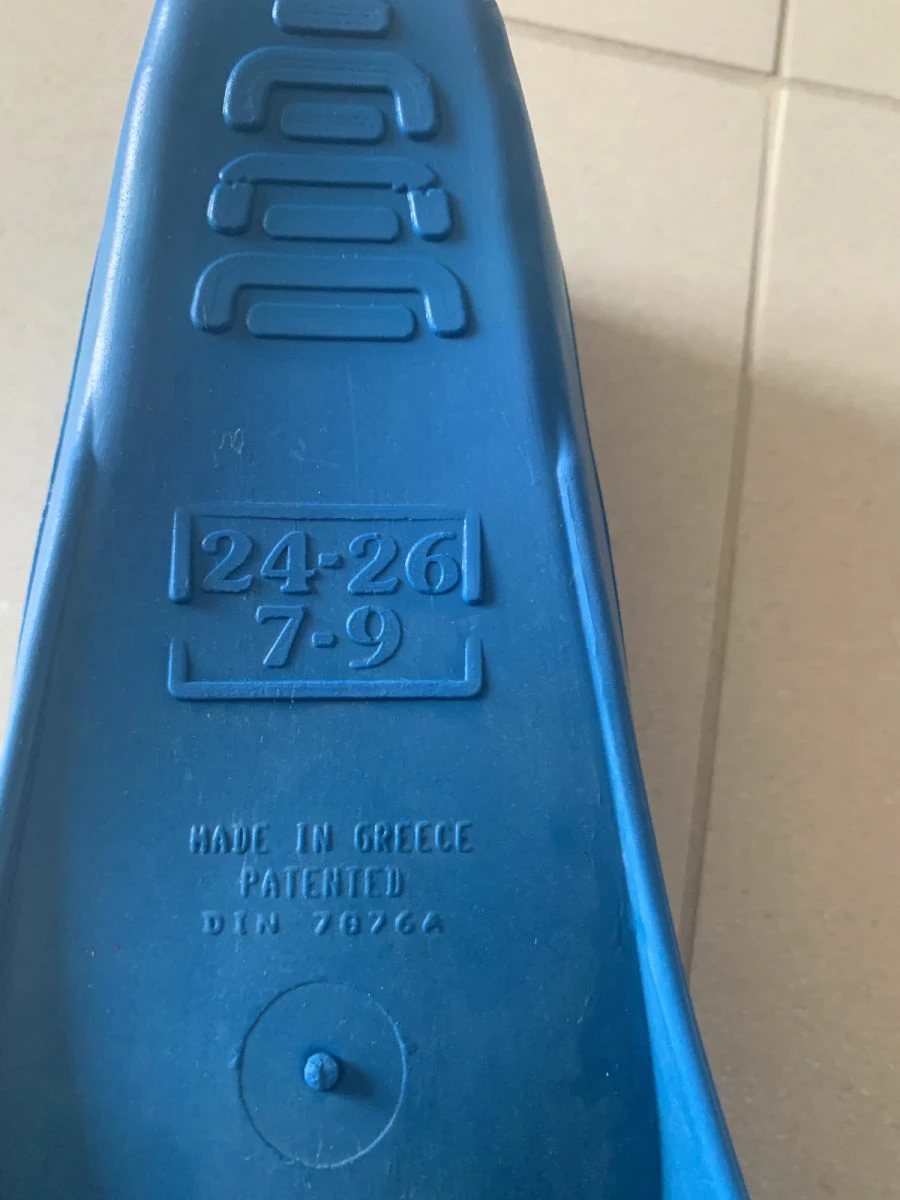 24-26
7-9
MADE IN GREECE
PATENTED
DIN 7876A